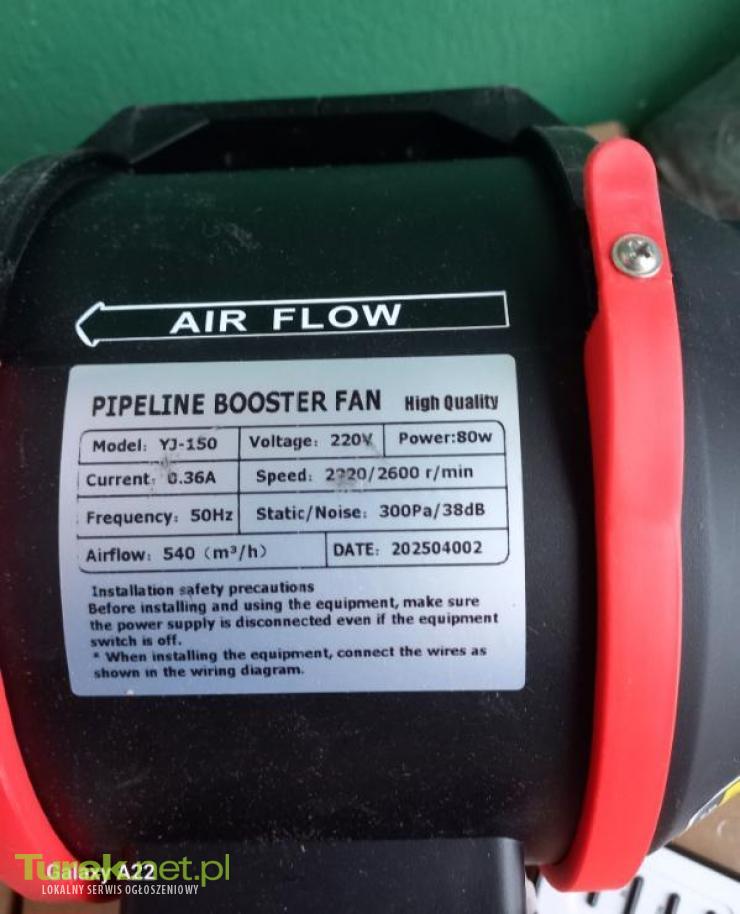 AIR FLOW
PIPELINE BOOSTER FAN High Quality
Model: YJ-150 Voltage: 220V Power:80w
Current: 0.36A Speed: 2220/2600 r/min
Frequency: 50Hz Static/Noise: 300Pa/38dB
Airflow: 540 (m³/h) DATE: 202504002
Installation safety precautions
Before installing and using the equipment, make sure
the power supply is disconnected even if the equipment
switch is off.
* When installing the equipment, connect the wires as
shown in the wiring diagram.
Turek.net.pl
Galaxy A22
LOKALNY SERWIS OGŁOSZENIOWY